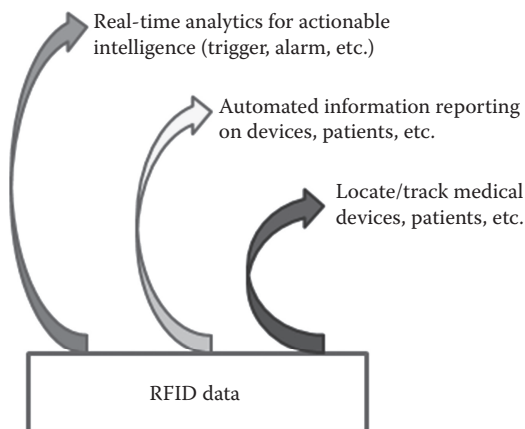 Real-time analytics for actionable
intelligence (trigger, alarm, etc.)
Automated information reporting
on devices, patients, etc.
Locate/track medical
devices, patients, etc.
RFID data